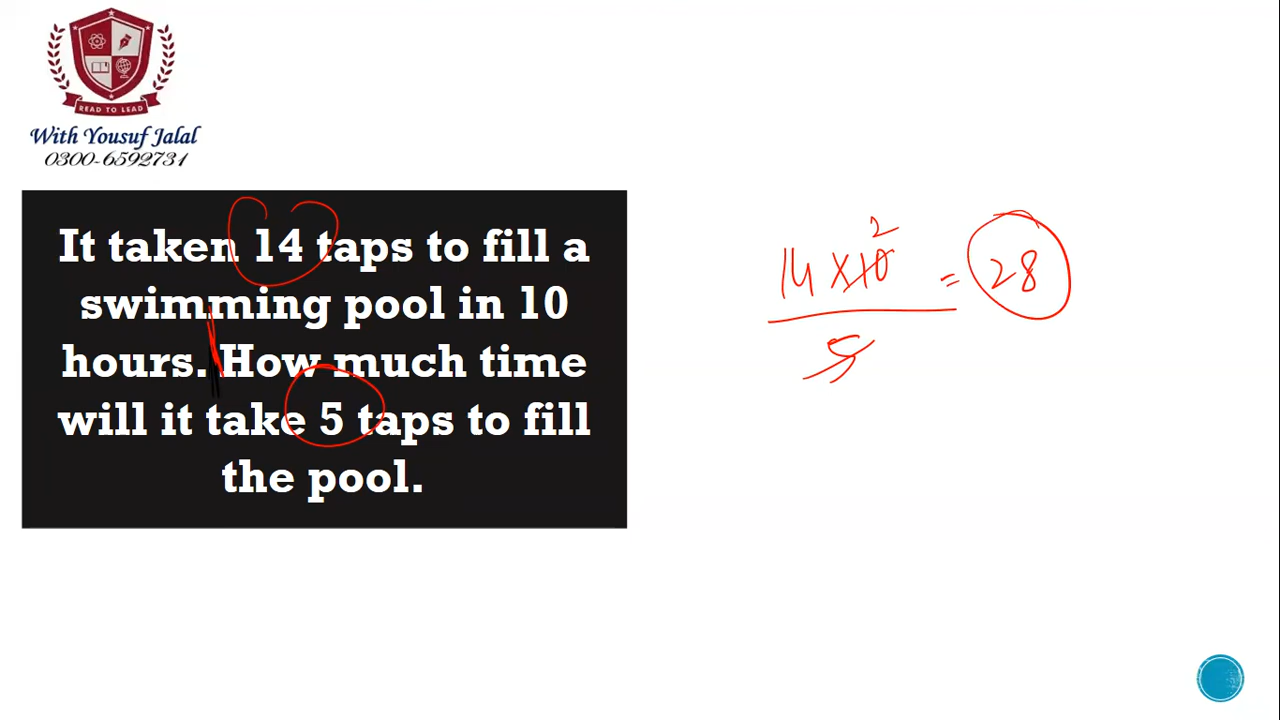 READ TO LEAD
With Yousuf Jalal
0300-6592731
It taken 14 taps to fill a
swimming pool in 10
hours. How much time
will it take 5 taps to fill
the pool.
2
14 x 10 = 28
5